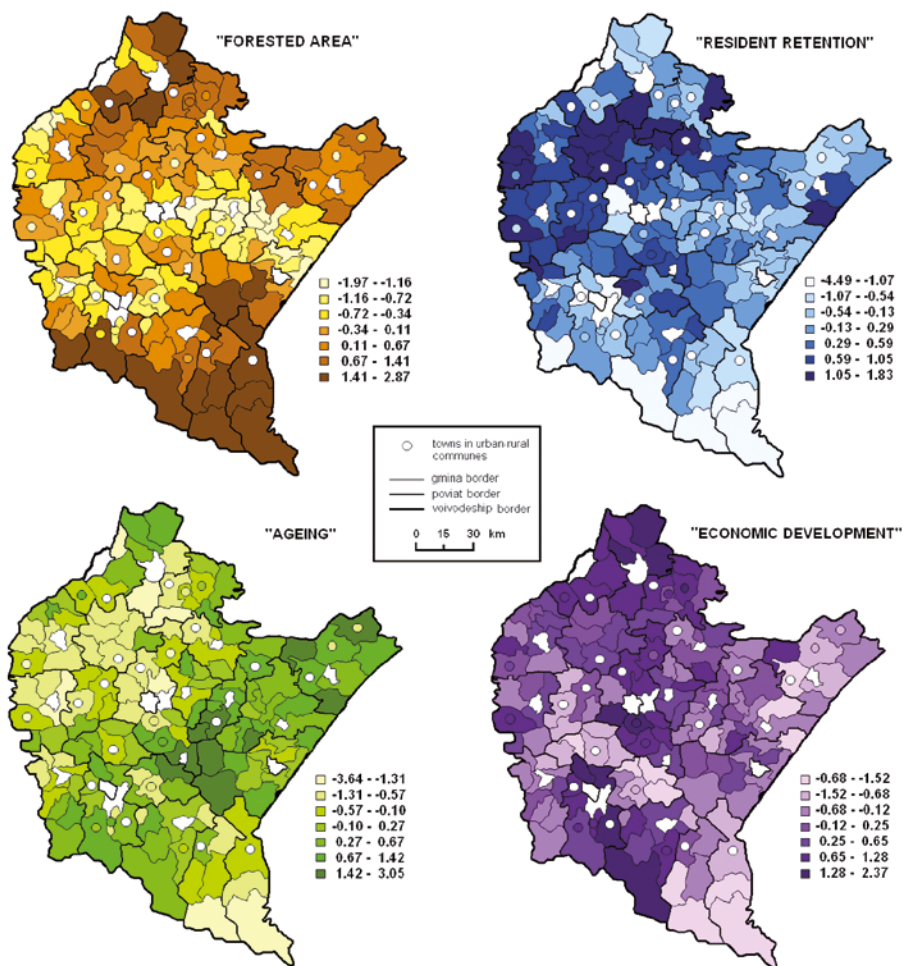 "FORESTED AREA"
-1.97 - -1.16
-1.16 - -0.72
-0.72 - -0.34
-0.34 - 0.11
0.11 - 0.67
0.67 - 1.41
1.41 - 2.87
"RESIDENT RETENTION"
-4.49 - -1.07
-1.07 - -0.54
-0.54 - -0.13
-0.13 - 0.29
0.29 - 0.59
0.59 - 1.05
1.05 - 1.83
towns in urban-rural
communes
gmina border
poviat border
voivodeship border
0 15 30 km
"AGEING"
-3.64 - -1.31
-1.31 - -0.57
-0.57 - -0.10
-0.10 - 0.27
0.27 - 0.67
0.67 - 1.42
1.42 - 3.05
"ECONOMIC DEVELOPMENT"
-0.68 - -1.52
-1.52 - -0.68
-0.68 - -0.12
-0.12 - 0.25
0.25 - 0.65
0.65 - 1.28
1.28 - 2.37